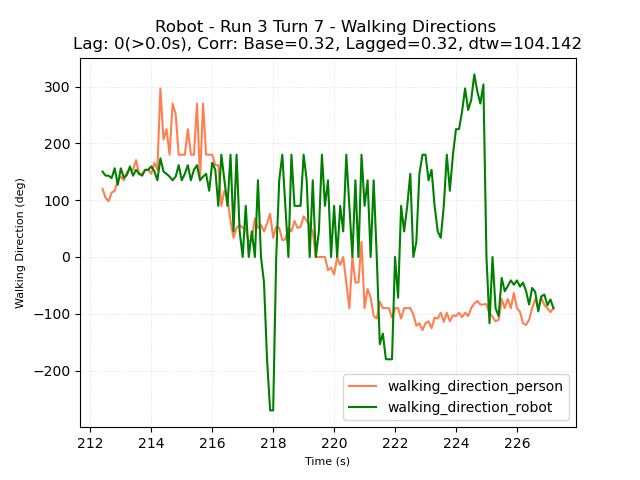 Robot - Run 3 Turn 7 - Walking Directions
Lag: 0(>0.0s), Corr: Base=0.32, Lagged=0.32, dtw=104.142
Walking Direction (deg)
300
200
100
0
−100
−200
212
214
216
218
220
222
224
226
Time (s)
walking_direction_person
walking_direction_robot